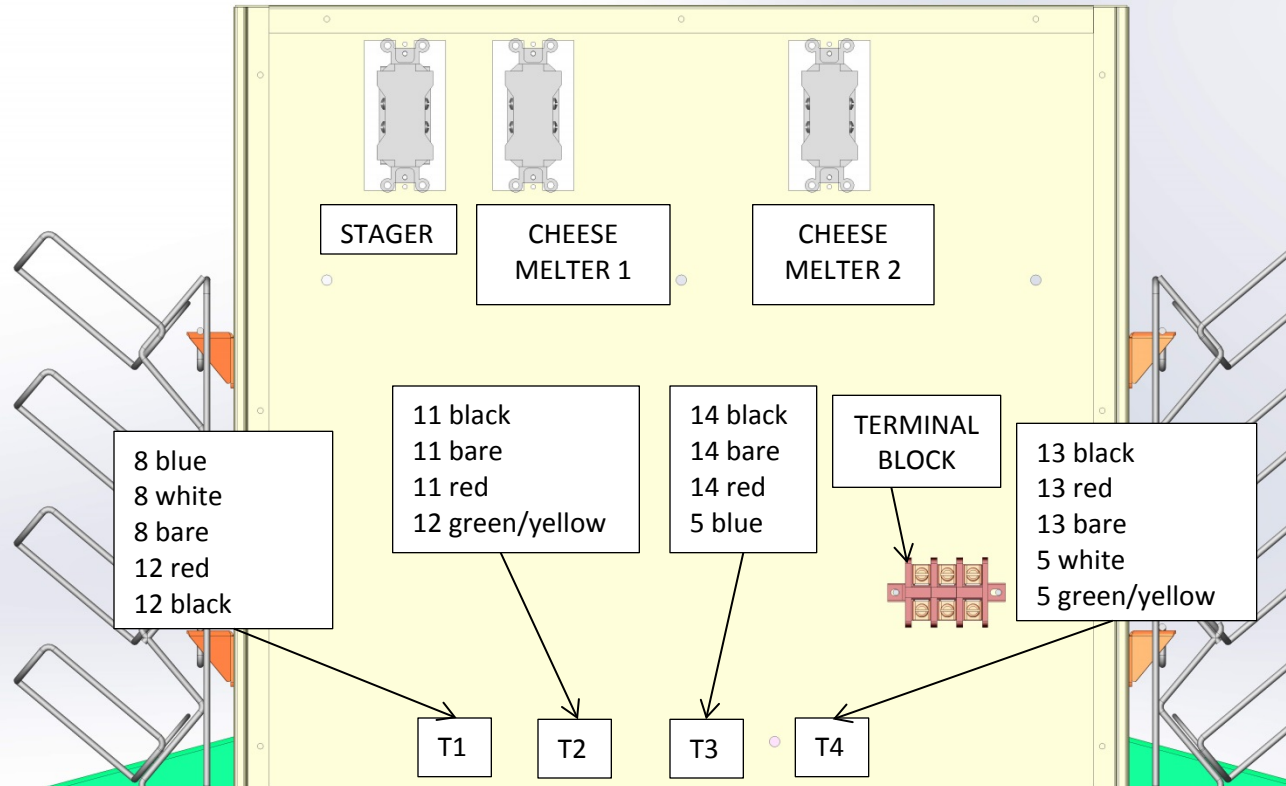 STAGER
CHEESE
MELTER 1
CHEESE
MELTER 2
8 blue
8 white
8 bare
12 red
12 black
11 black
11 bare
11 red
12 green/yellow
14 black
14 bare
14 red
5 blue
TERMINAL
BLOCK
13 black
13 red
13 bare
5 white
5 green/yellow
T1
T2
T3
T4